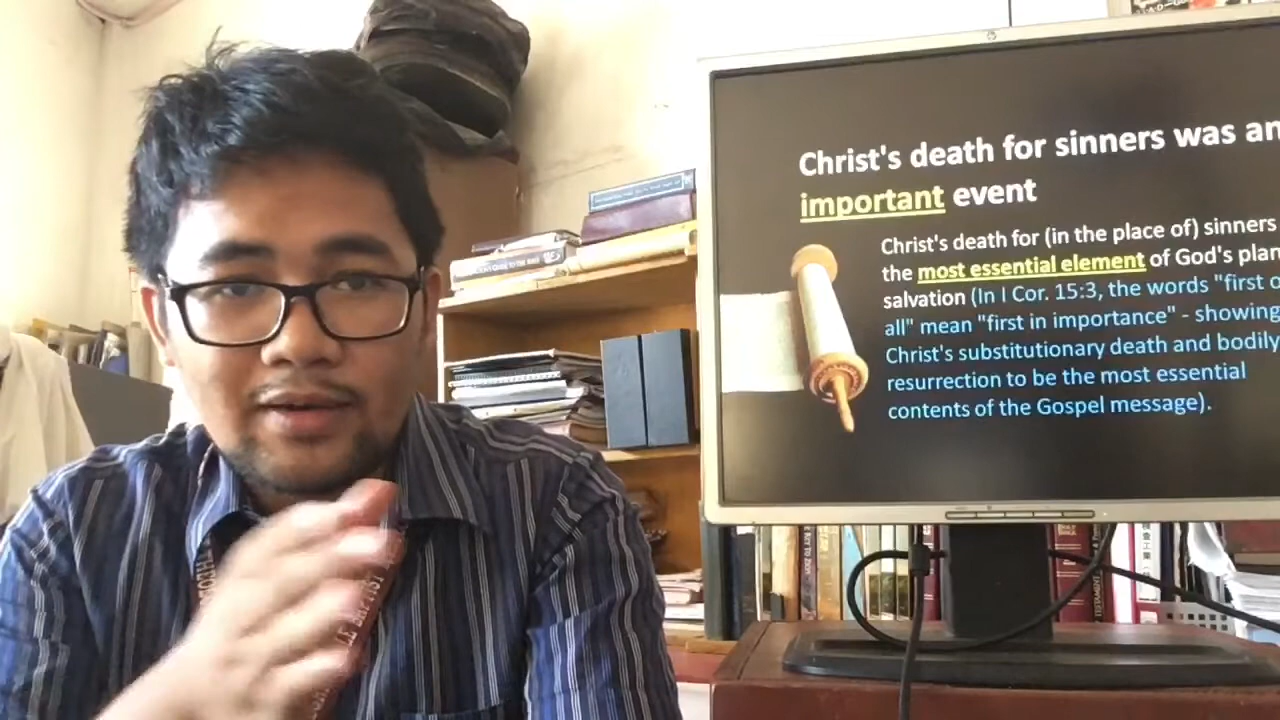 Christ's death for sinners was an
important event
Christ's death for (in the place of) sinners
the most essential element of God's plan
salvation (In I Cor. 15:3, the words "first o
all" mean "first in importance" - showing
Christ's substitutionary death and bodily
resurrection to be the most essential
contents of the Gospel message).